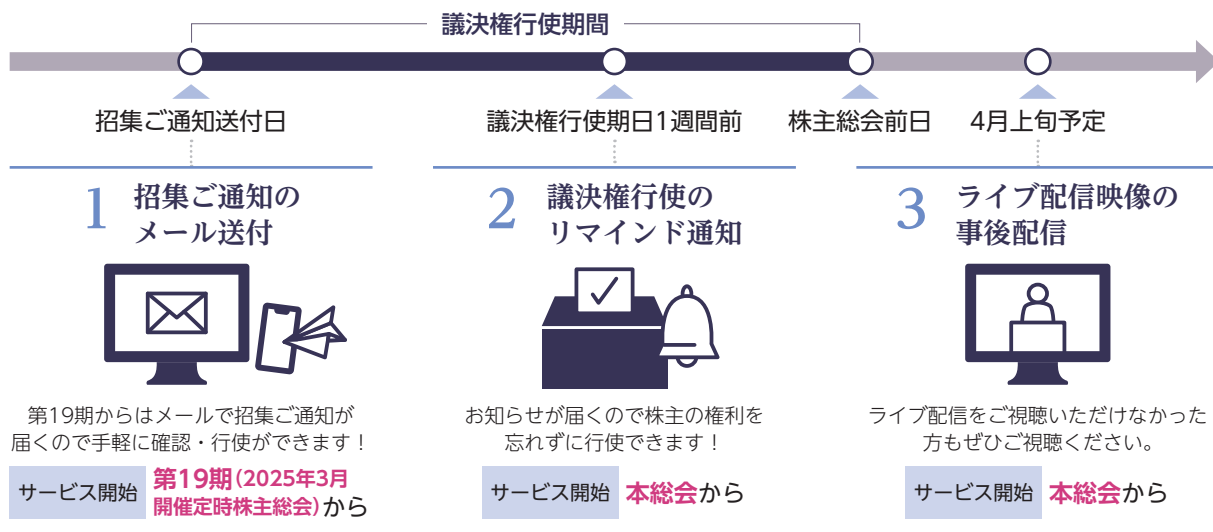 議決権行使期間
招集ご通知送付日
議決権行使期日1週間前
株主総会前日
4月上旬予定
1
招集ご通知の
メール送付
第19期からはメールで招集ご通知が
届くので手軽に確認・行使ができます！
サービス開始
第19期(2025年3月
開催定時株主総会)から
2
議決権行使の
リマインド通知
お知らせが届くので株主の権利を
忘れずに行使できます！
サービス開始 本総会から
3
ライブ配信映像の
事後配信
ライブ配信をご視聴いただけなかった
方もぜひご視聴ください。
サービス開始 本総会から